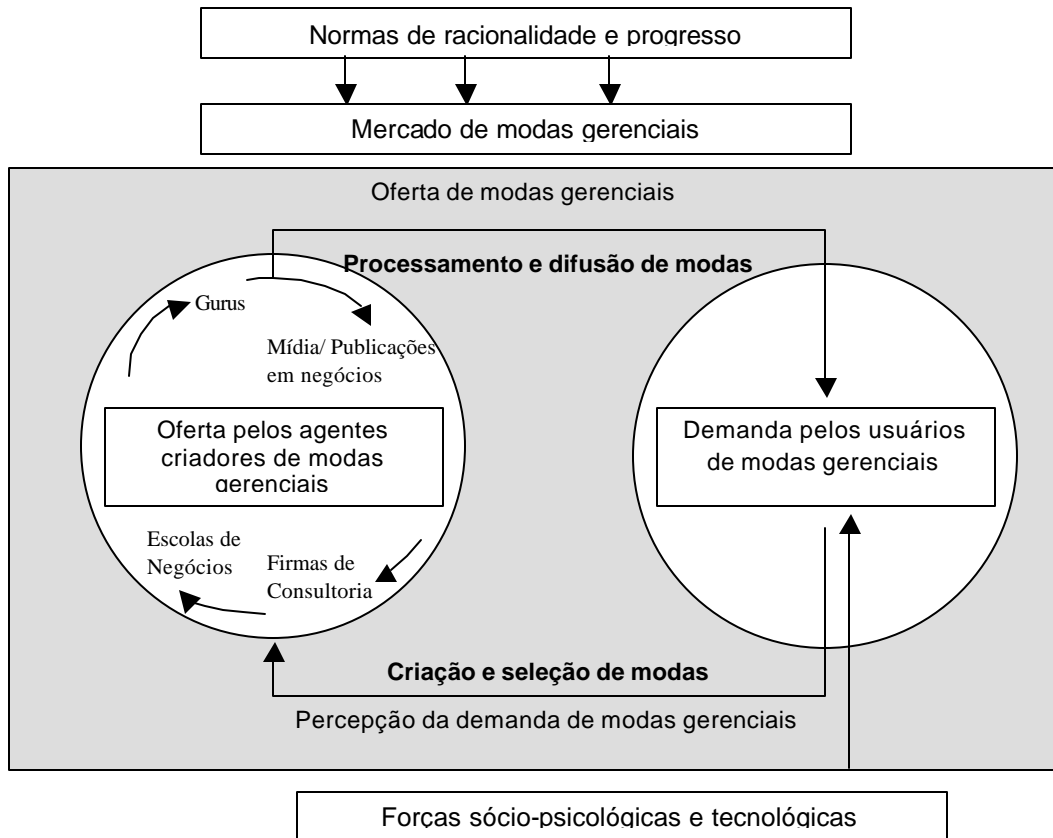 Normas de racionalidade e progresso
Mercado de modas gerenciais
Oferta de modas gerenciais
Processamento e difusão de modas
Gurus
Mídia/ Publicações
em negócios
Oferta pelos agentes
criadores de modas
gerenciais
Demanda pelos usuários
de modas gerenciais
Escolas de
Negócios
Firmas de
Consultoria
Criação e seleção de modas
Percepção da demanda de modas gerenciais
Forças sócio-psicológicas e tecnológicas